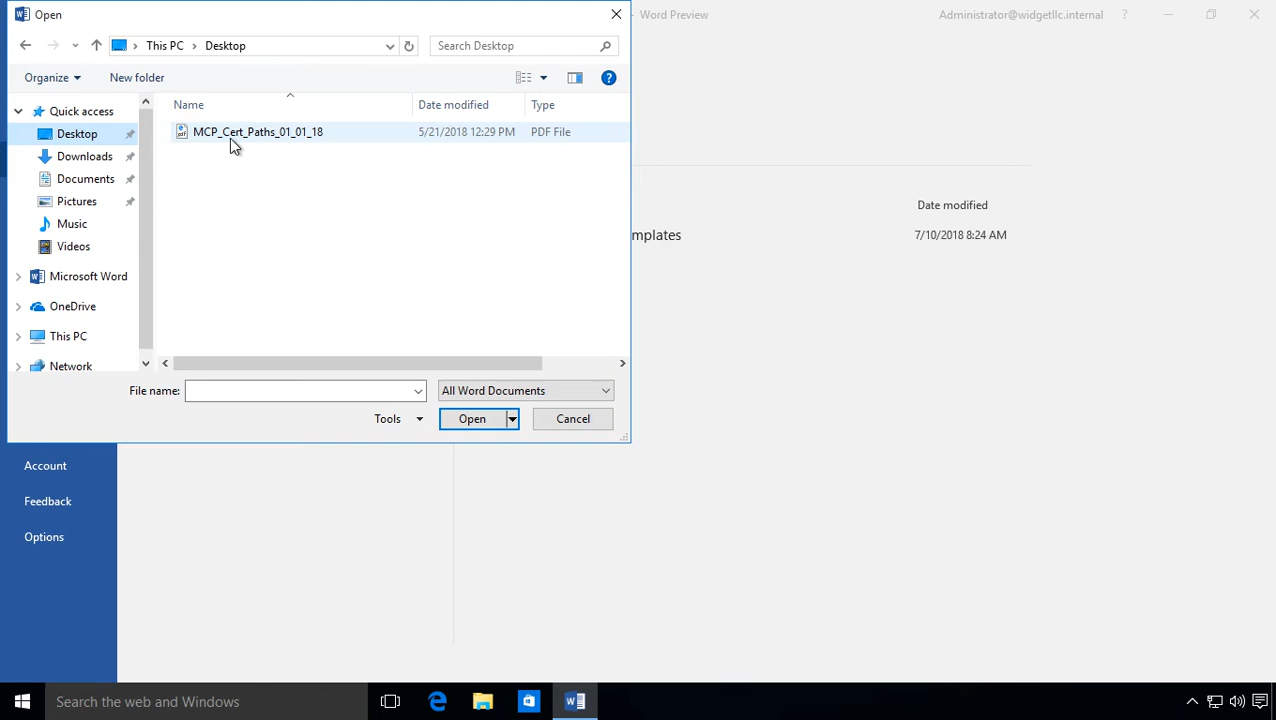 Open
- Word Preview
Administrator@widgetllc.internal
?
This PC
Desktop
Search Desktop
Organize
New folder
Name
Date modified
Type
Quick access
MCP_Cert_Paths_01_01_18
5/21/2018 12:29 PM
PDF File
Desktop
Downloads
Documents
Pictures
Music
Videos
Microsoft Word
OneDrive
This PC
Network
Date modified
mplates
7/10/2018 8:24 AM
File name:
All Word Documents
Tools
Open
Cancel
Account
Feedback
Options
Search the web and Windows